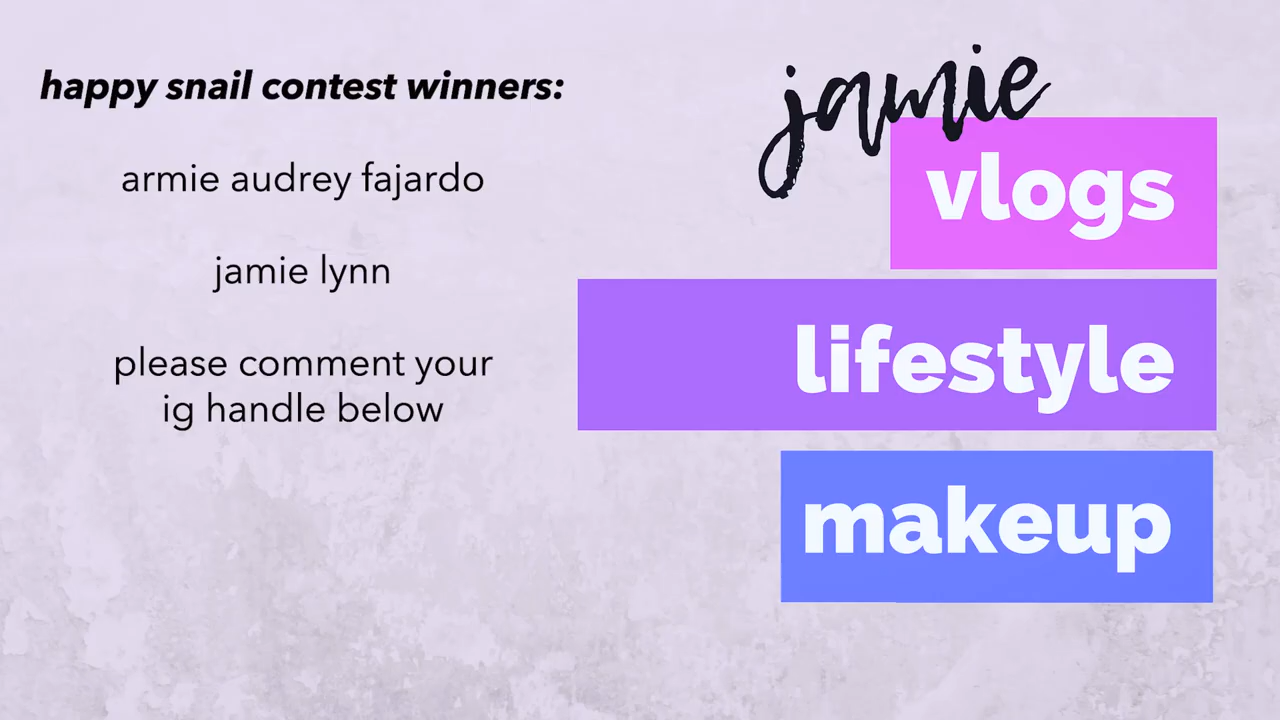 happy snail contest winners:
armie audrey fajardo
jamie lynn
please comment your
ig handle below
jamie
vlogs
lifestyle
makeup